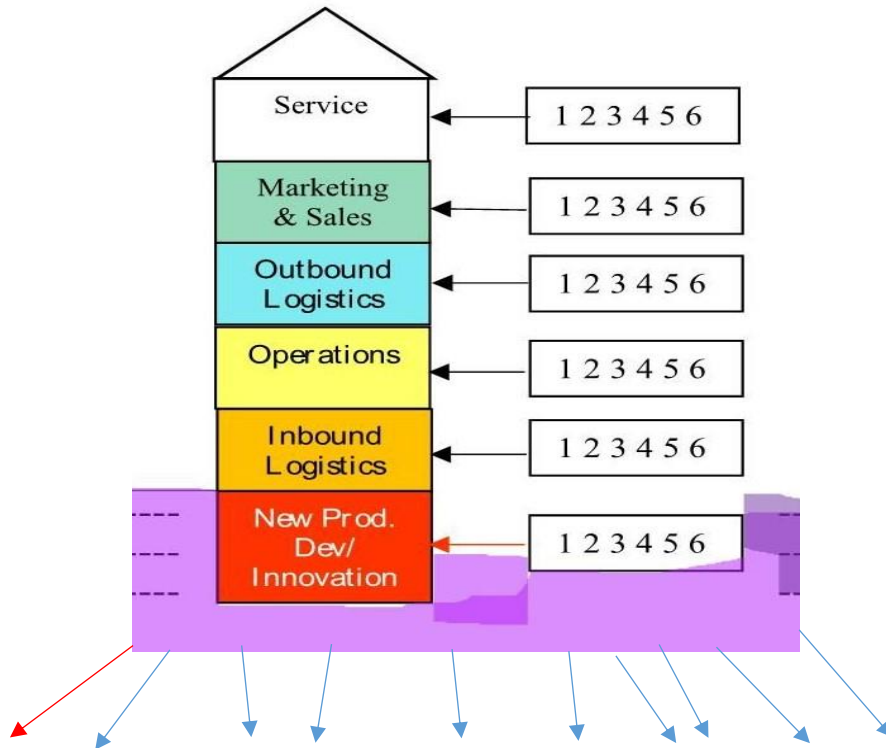 Service
1 2 3 4 5 6
Marketing
& Sales
1 2 3 4 5 6
Outbound
Logistics
1 2 3 4 5 6
Operations
1 2 3 4 5 6
Inbound
Logistics
1 2 3 4 5 6
New Prod.
Dev/
Innovation
1 2 3 4 5 6